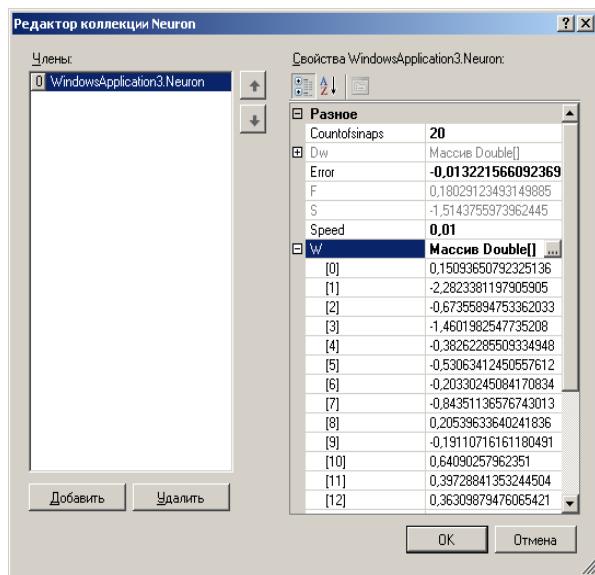 Редактор коллекции Neuron
Члены:
0 WindowsApplication3.Neuron
Добавить
Удалить
Свойства WindowsApplication3.Neuron:
Разное
Countofsinaps 20
Dw Массив Double[]
Error -0,013221566092369
F 0,18029123493149885
S -1,5143755973962445
Speed 0,01
W Массив Double[] ...
[0] 0,15093650792325136
[1] -2,2823381197905905
[2] -0,67355894753362033
[3] -1,4601982547735208
[4] -0,38262285509334948
[5] -0,53063412450557612
[6] -0,20330245084170834
[7] -0,84351136576743013
[8] 0,20539633640241836
[9] -0,19110716161180491
[10] 0,64090257962351
[11] 0,39728841353244504
[12] 0,36309879476065421
OK
Отмена